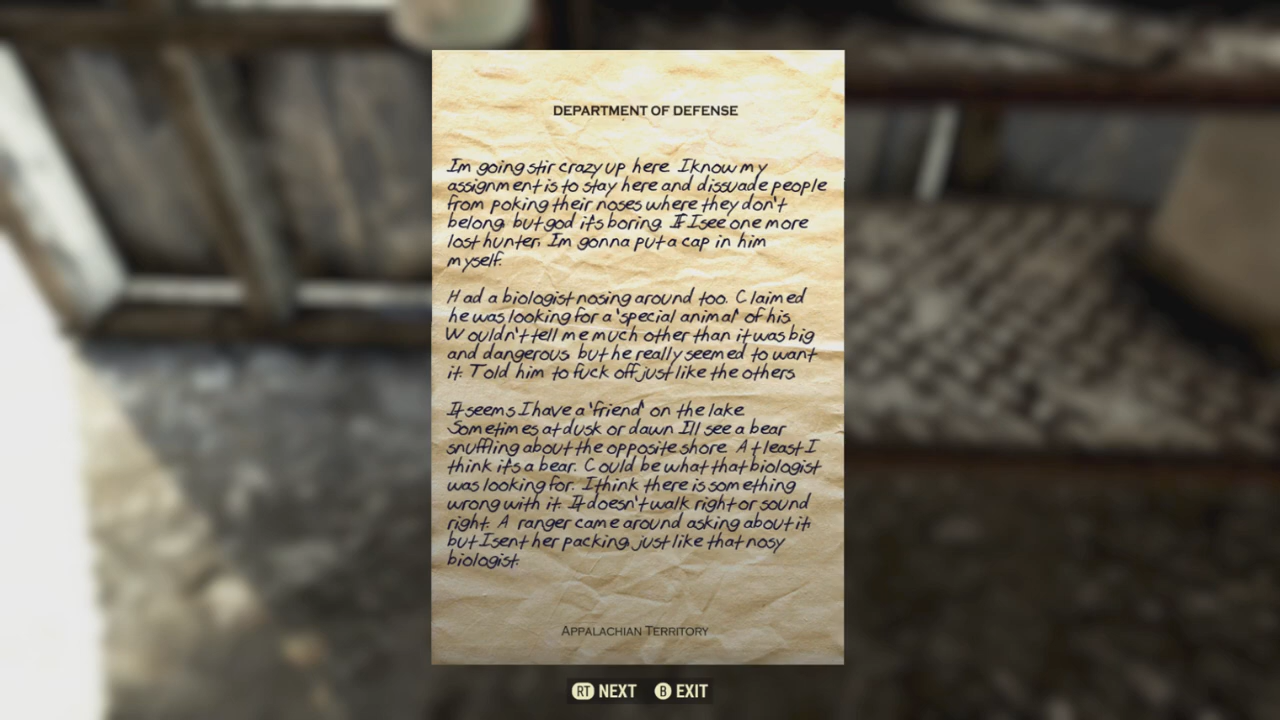 DEPARTMENT OF DEFENSE
Im going stir crazy up here I know my
assignment is to stay here and dissuade people
from poking their noses where they don't
belong, but god it's boring. If I see one more
lost hunter, Im gonna put a cap in him
myself.
Had a biologist nosing around too. Claimed
he was looking for a 'special animal' of his
Wouldn't tell me much other than it was big
and dangerous but he really seemed to want
it. Told him to fuck off just like the others
It seems I have a 'friend' on the lake
Sometimes at dusk or dawn I'll see a bear
snuffling about the opposite shore At least I
think it's a bear. Could be what that biologist
was looking for. I think there is something
wrong with it. It doesn't walk right or sound
right. A ranger came around asking about it,
but I sent her packing, just like that nosy
biologist.
APPALACHIAN TERRITORY
RT NEXT B EXIT